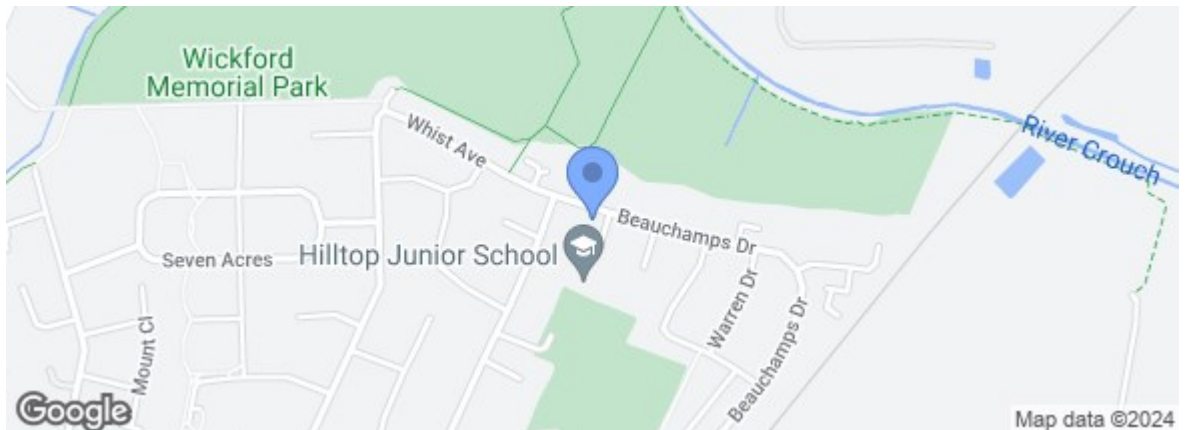 Wickford
Memorial Park
Whist Ave
River Crouch
Beauchamps Dr
Hilltop Junior School
Seven Acres
Warren Dr
Mount Cl
Beauchamps Dr
Google
Map data ©2024